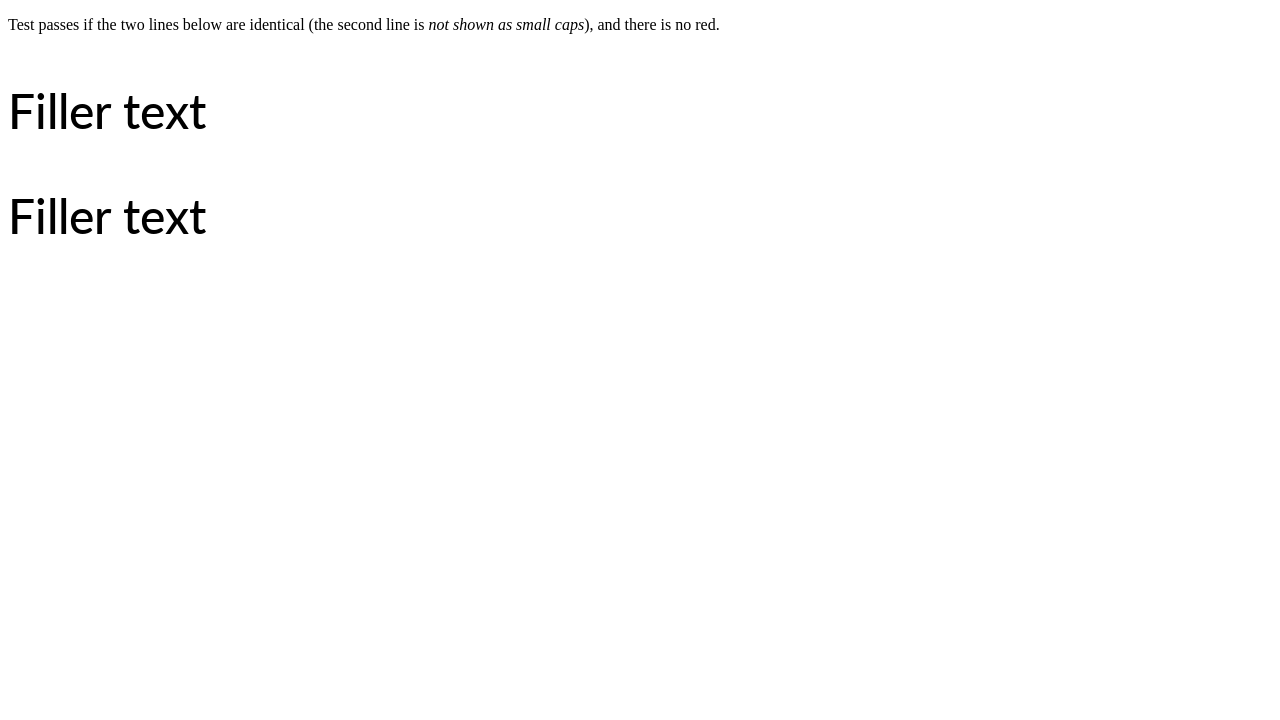 Test passes if the two lines below are identical (the second line is not shown as small caps), and there is no red.
Filler text
Filler text